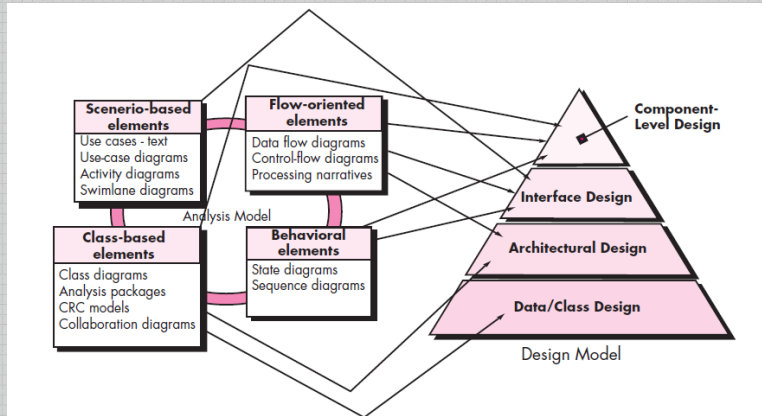 Scenerio-based
elements
Use cases - text
Use-case diagrams
Activity diagrams
Swimlane diagrams
Flow-oriented
elements
Data flow diagrams
Control-flow diagrams
Processing narratives
Analysis Model
Class-based
elements
Class diagrams
Analysis packages
CRC models
Collaboration diagrams
Behavioral
elements
State diagrams
Sequence diagrams
Component-
Level Design
Interface Design
Architectural Design
Data/Class Design
Design Model